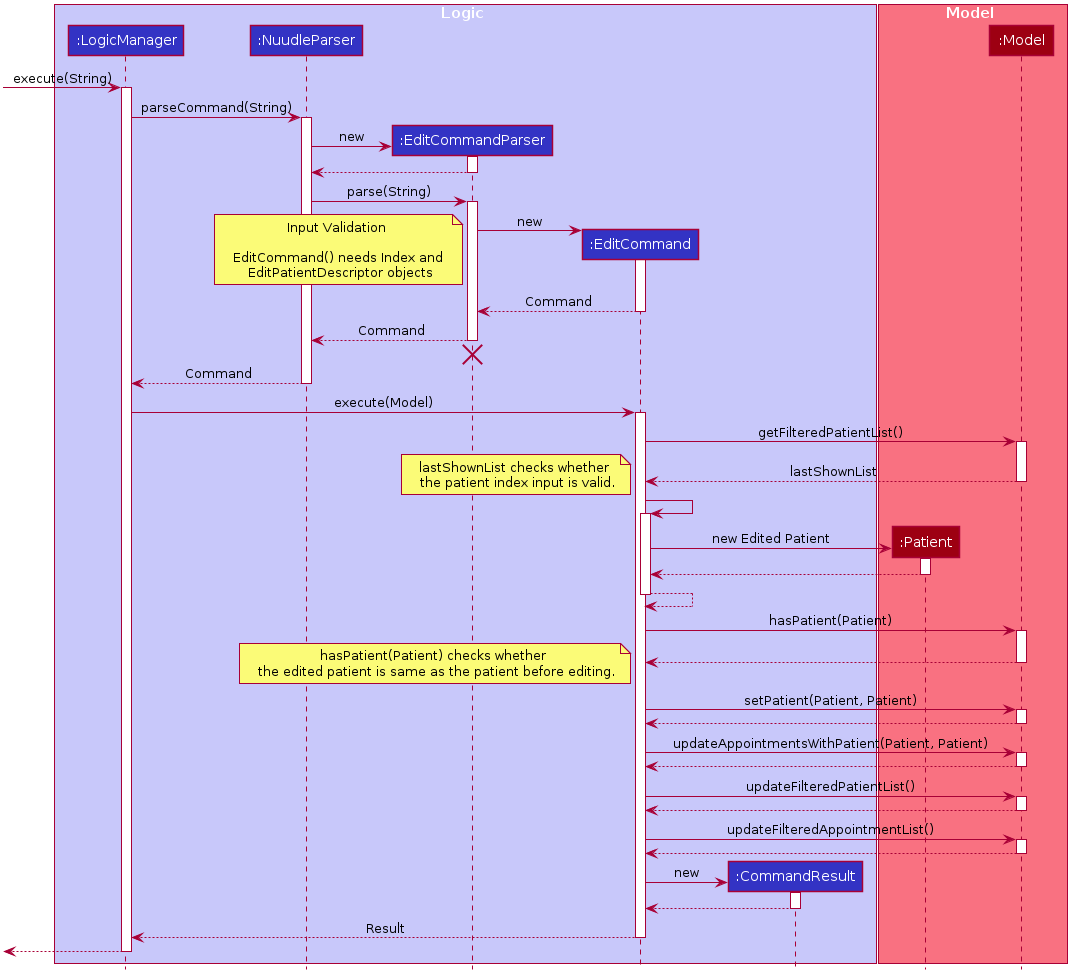 Logic
Model
:LogicManager
:NuudleParser
:Model
execute(String)
parseCommand(String)
new
:EditCommandParser
parse(String)
Input Validation
EditCommand() needs Index and
EditPatientDescriptor objects
new
:EditCommand
Command
Command
Command
execute(Model)
getFilteredPatientList()
lastShownList checks whether
the patient index input is valid.
lastShownList
new Edited Patient
:Patient
hasPatient(Patient)
hasPatient(Patient) checks whether
the edited patient is same as the patient before editing.
setPatient(Patient, Patient)
updateAppointmentsWithPatient(Patient, Patient)
updateFilteredPatientList()
updateFilteredAppointmentList()
new
:CommandResult
Result